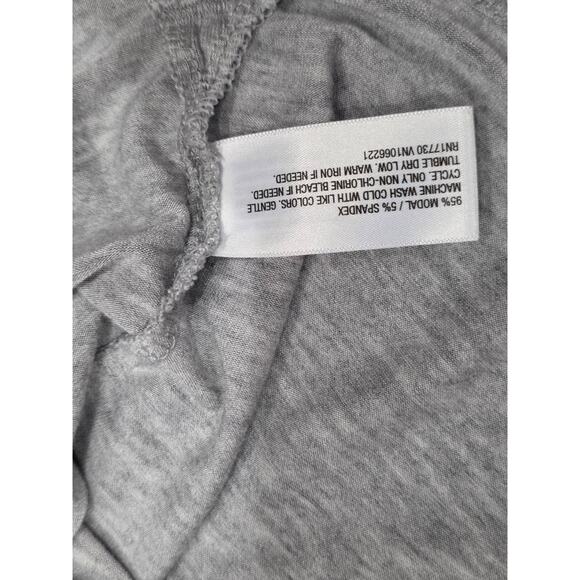 95% MODAL / 5% SPANDEX
MACHINE WASH COLD WITH LIKE COLORS. GENTLE
CYCLE. ONLY NON-CHLORINE BLEACH IF NEEDED.
TUMBLE DRY LOW. WARM IRON IF NEEDED.
RN17730 VN1066221